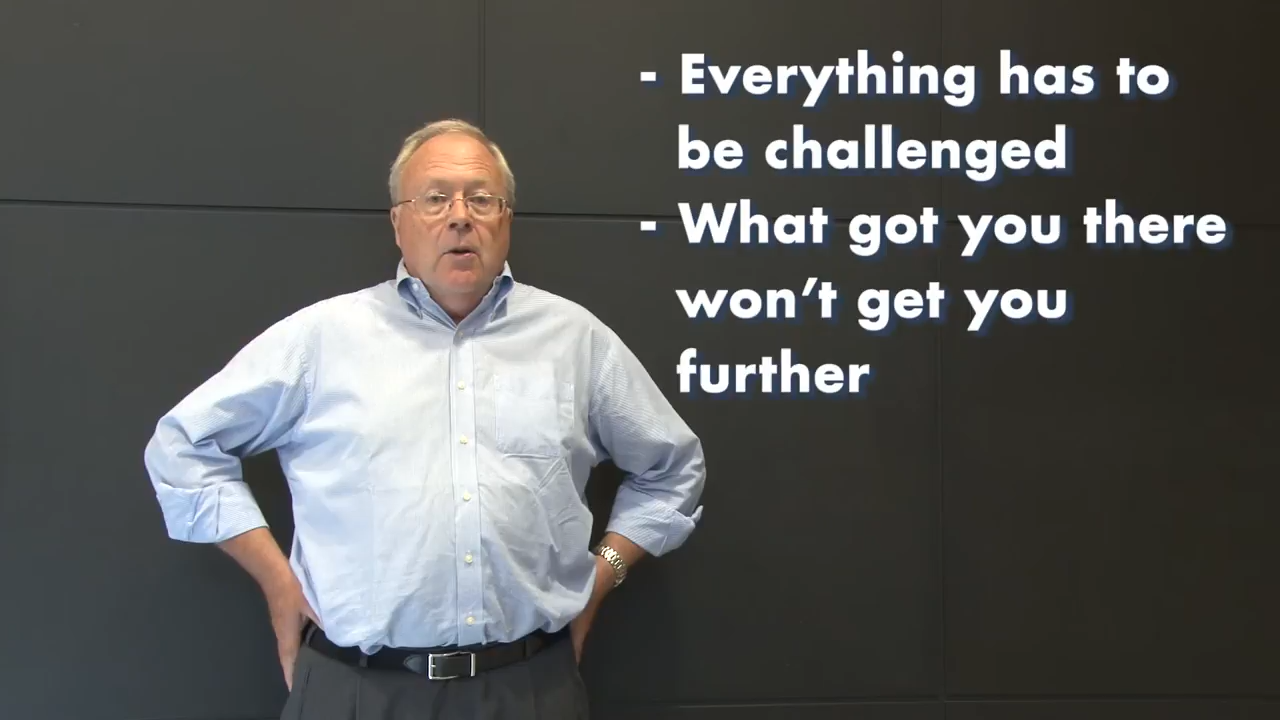 - Everything has to
be challenged
- What got you there
won't get you
further